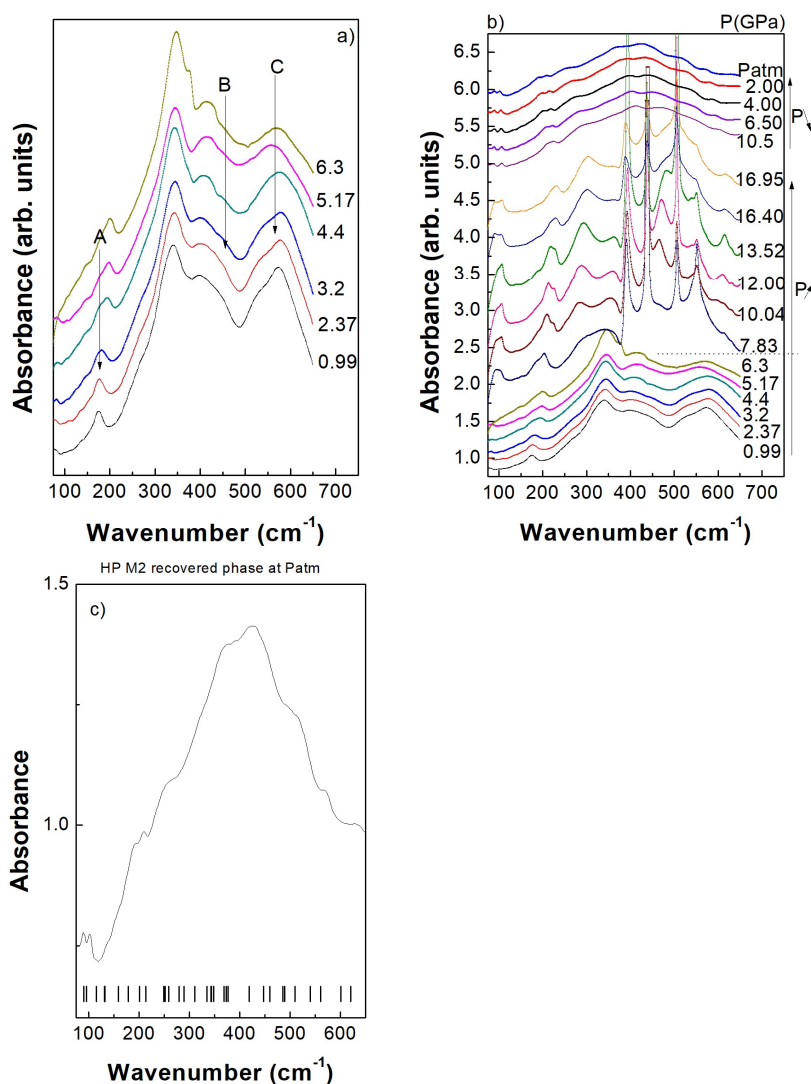 a)
B
C
A
6.3
5.17
4.4
3.2
2.37
0.99
Absorbance (arb. units)
100 200 300 400 500 600 700
Wavenumber (cm-1)
b)
P(GPa)
6.5
6.0
5.5
5.0
4.5
4.0
3.5
3.0
2.5
2.0
1.5
1.0
Patm
2.00
4.00
6.50
10.5
16.95
16.40
13.52
12.00
10.04
7.83
6.3
5.17
4.4
3.2
2.37
0.99
P
P
Absorbance (arb. units)
100 200 300 400 500 600 700
Wavenumber (cm-1)
HP M2 recovered phase at Patm
c)
1.5
1.0
Absorbance
100 200 300 400 500 600
Wavenumber (cm-1)